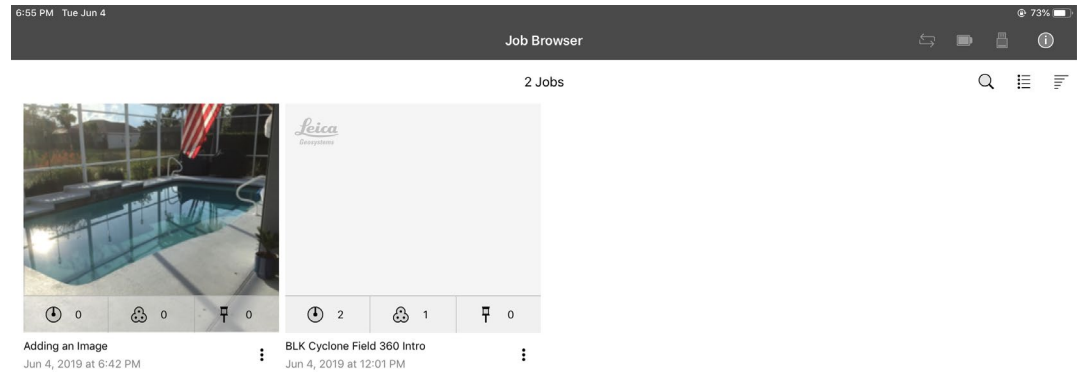 6:55 PM Tue Jun 4
73%
Job Browser
2 Jobs
Leica
Geosystems
0 0 0
2 1 0
Adding an Image
Jun 4, 2019 at 6:42 PM
BLK Cyclone Field 360 Intro
Jun 4, 2019 at 12:01 PM